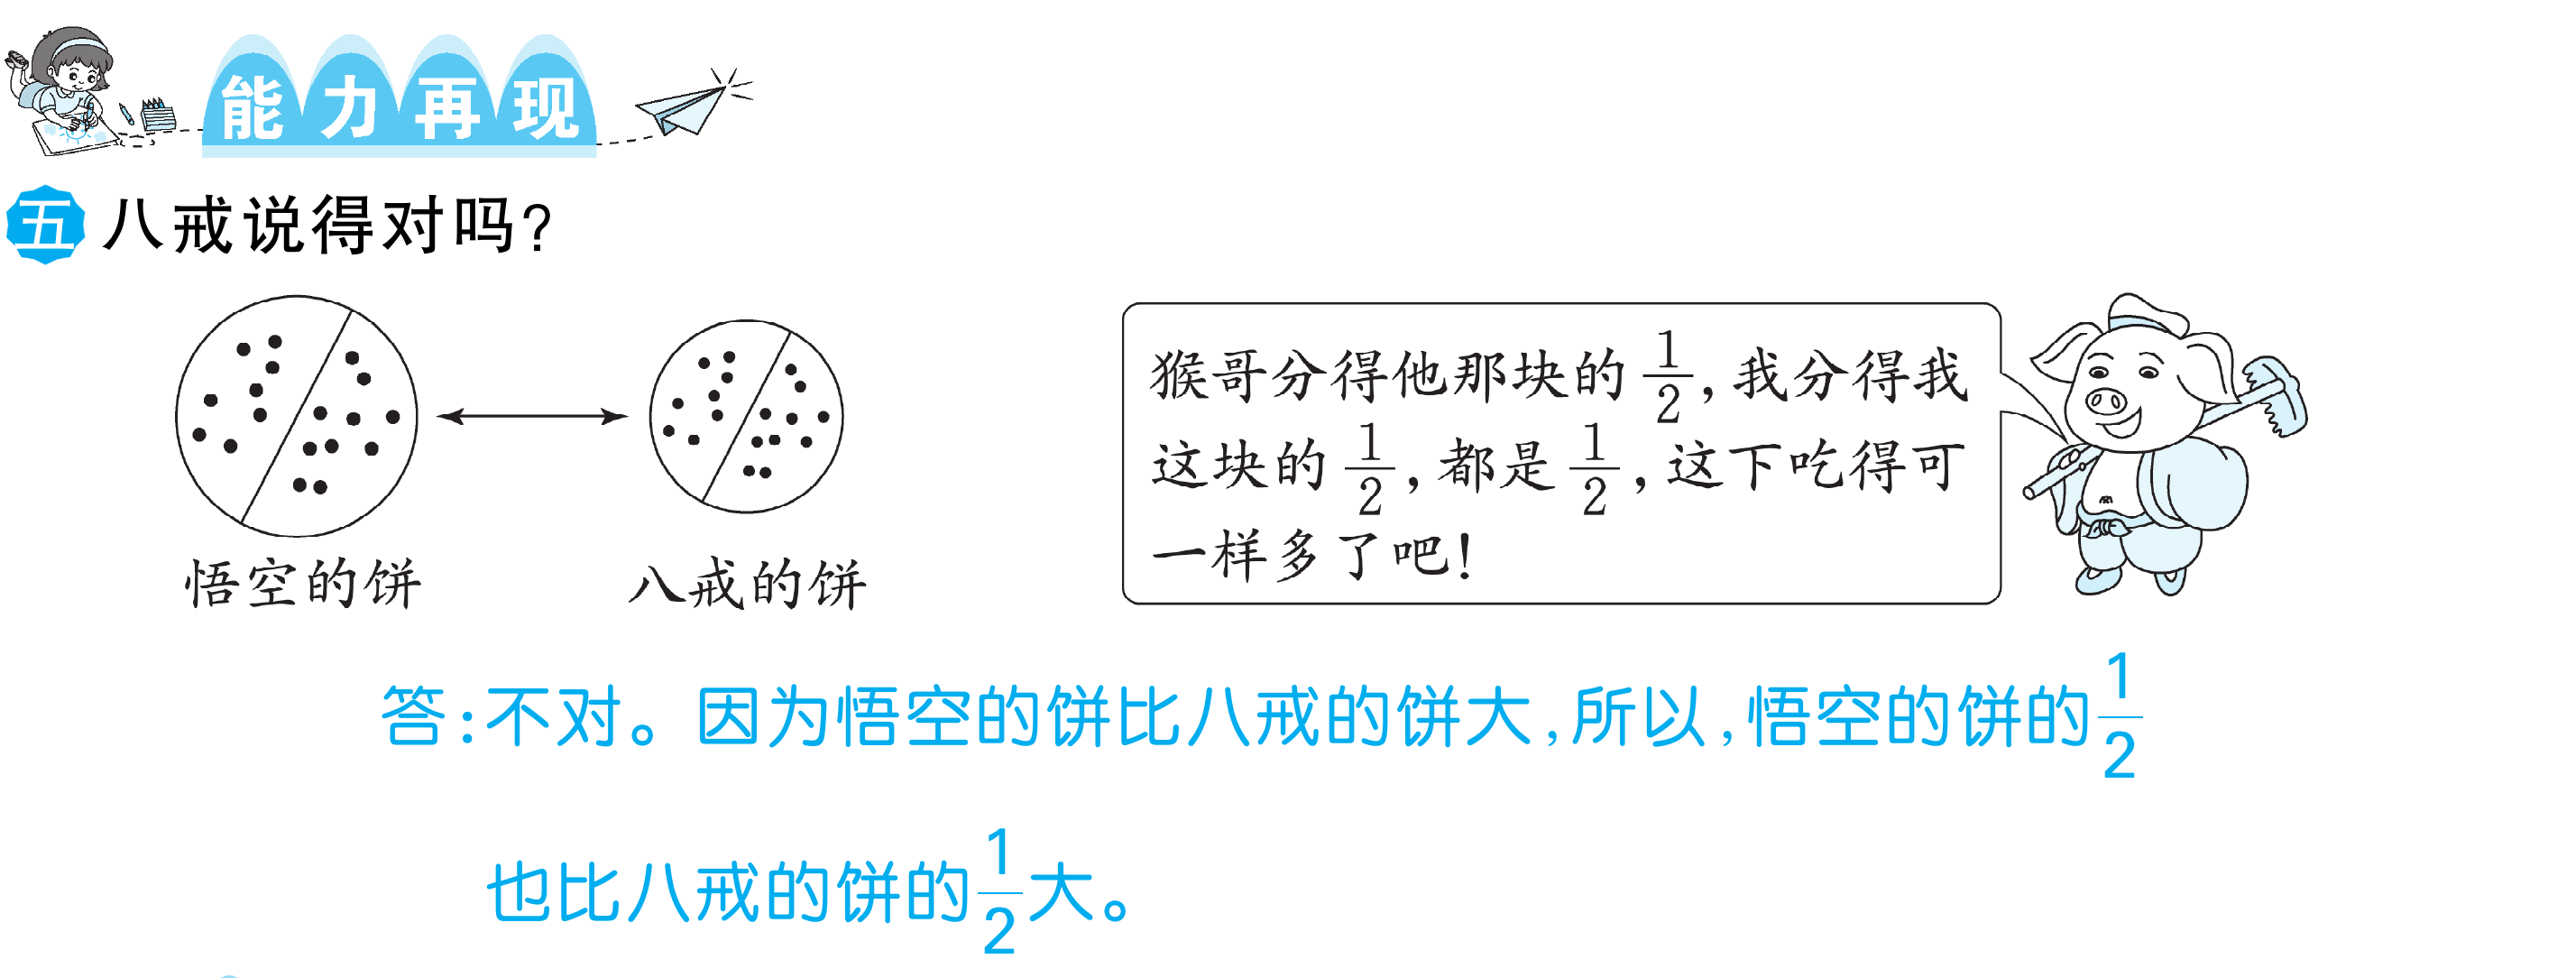 能力再现
五 八戒说得对吗?
猴哥分得他那块的1/2,我分得我
这块的1/2,都是1/2,这下吃得可
一样多了吧!
悟空的饼 八戒的饼
答:不对。因为悟空的饼比八戒的饼大,所以,悟空的饼的1/2
也比八戒的饼的1/2大。